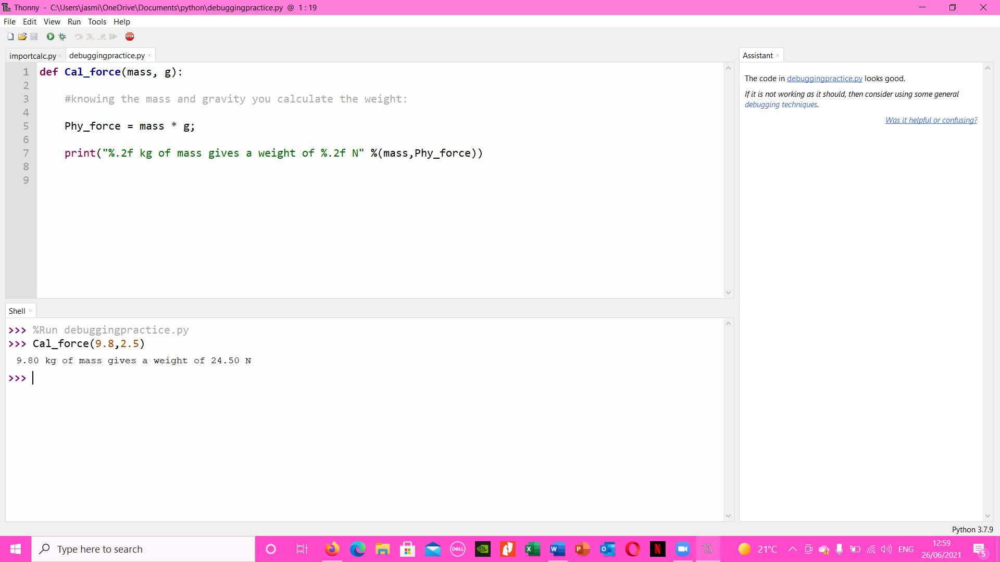 Thonny - C:\Users\jasmi\OneDrive\Documents\python\debuggingpractice.py @ 1 : 19
File Edit View Run Tools Help
STOP
importcalc.py × debuggingpractice.py ×
1 def Cal_force(mass, g):
2
3 #knowing the mass and gravity you calculate the weight:
4
5 Phy_force = mass * g;
6
7 print("%.2f kg of mass gives a weight of %.2f N" %(mass,Phy_force))
8
9
Assistant ×
The code in debuggingpractice.py looks good.
If it is not working as it should, then consider using some general
debugging techniques.
Was it helpful or confusing?
Shell ×
>>> %Run debuggingpractice.py
>>> Cal_force(9.8,2.5)
9.80 kg of mass gives a weight of 24.50 N
>>>
Python 3.7.9
Type here to search
DELL
21°C
ENG
12:59
26/06/2021
5